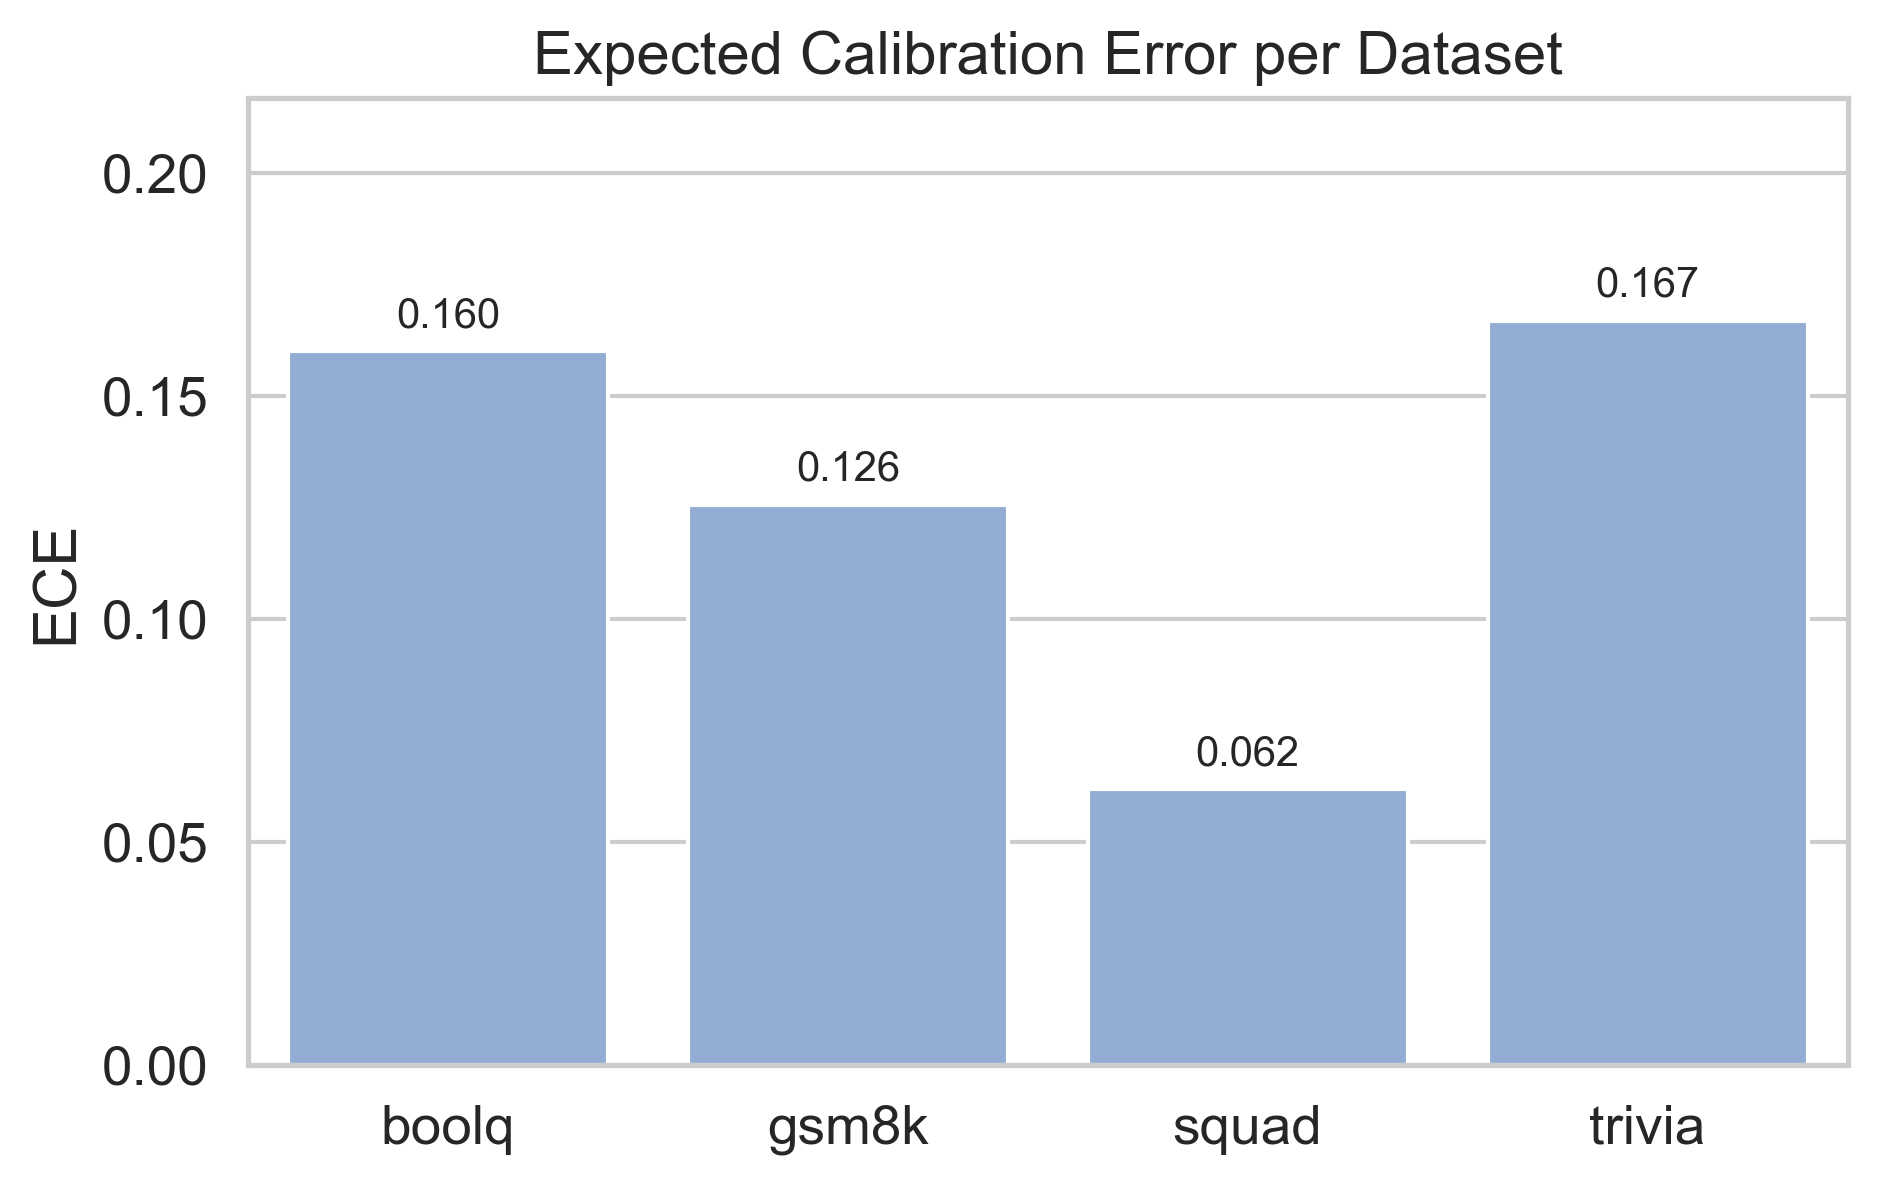 Expected Calibration Error per Dataset
ECE
0.20
0.15
0.10
0.05
0.00
0.160
0.126
0.062
0.167
boolq
gsm8k
squad
trivia